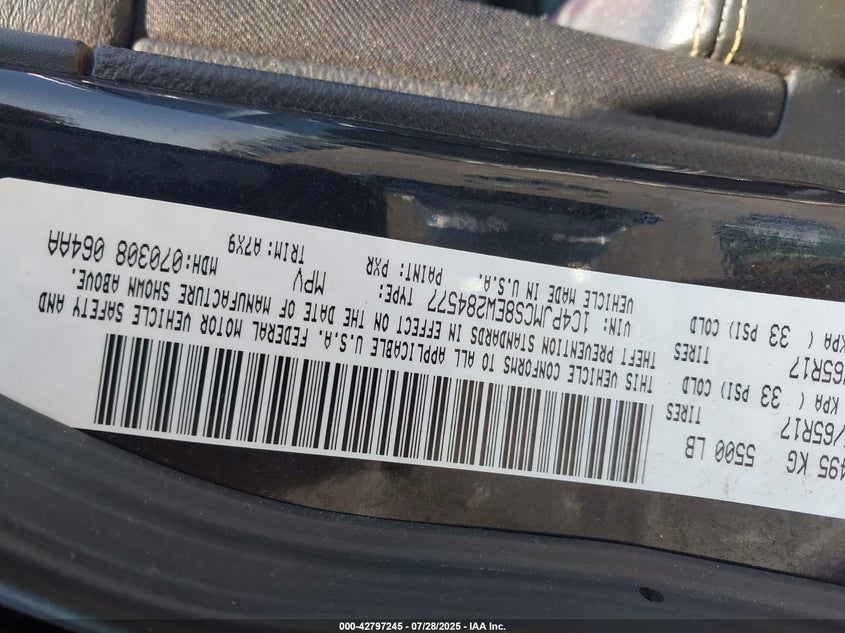 495 KG 5500 LB
/65R17 TIRES
KPA ( 33 PSI) COLD
65R17 TIRES
KPA ( 33 PSI) COLD
THIS VEHICLE CONFORMS TO ALL APPLICABLE U.S.A. FEDERAL MOTOR VEHICLE SAFETY AND
THEFT PREVENTION STANDARDS IN EFFECT ON THE DATE OF MANUFACTURE SHOWN ABOVE.
VIN: 1C4PJMCS8EW284577 TYPE: MPV MDH:070308 064AA
VEHICLE MADE IN U.S.A. PAINT: PXR TRIM: A7X9
000-42797245 | 07/28/2025 - IAA Inc.